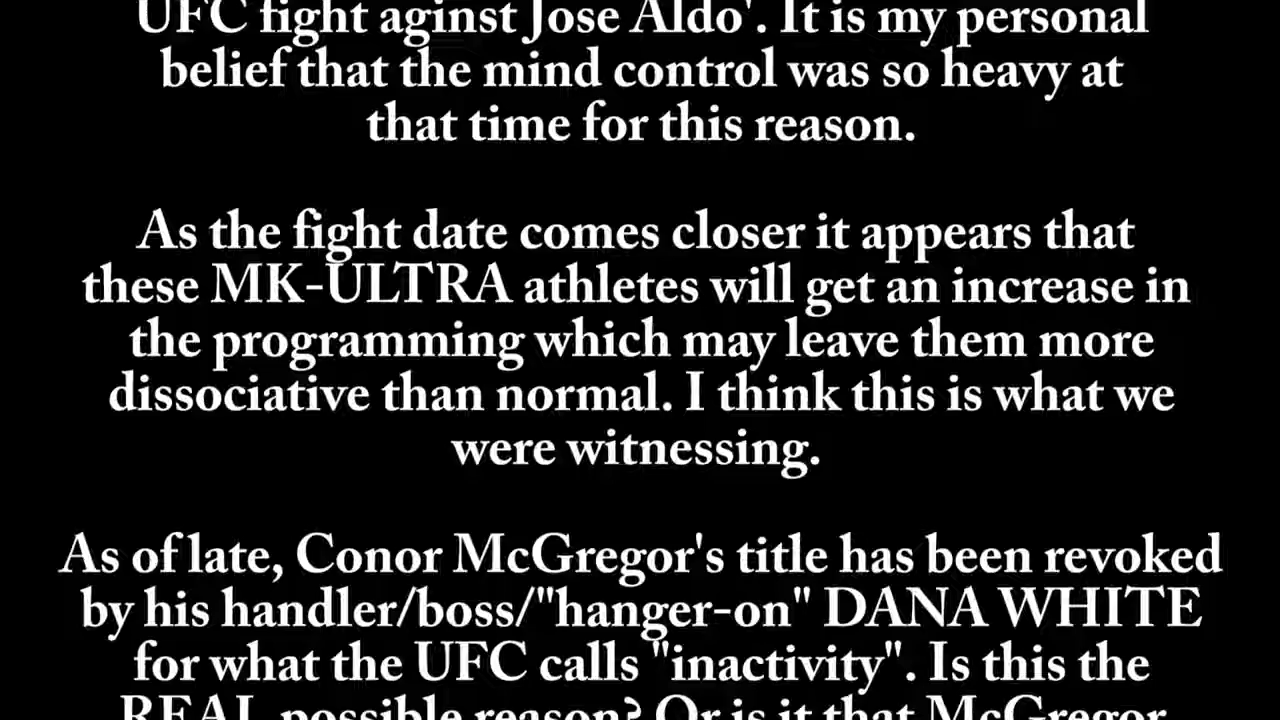 UFC fight aginst Jose Aldo'. It is my personal
belief that the mind control was so heavy at
that time for this reason.
As the fight date comes closer it appears that
these MK-ULTRA athletes will get an increase in
the programming which may leave them more
dissociative than normal. I think this is what we
were witnessing.
As of late, Conor McGregor's title has been revoked
by his handler/boss/"hanger-on" DANA WHITE
for what the UFC calls "inactivity". Is this the
REAL possible reason? Or is it that McGregor